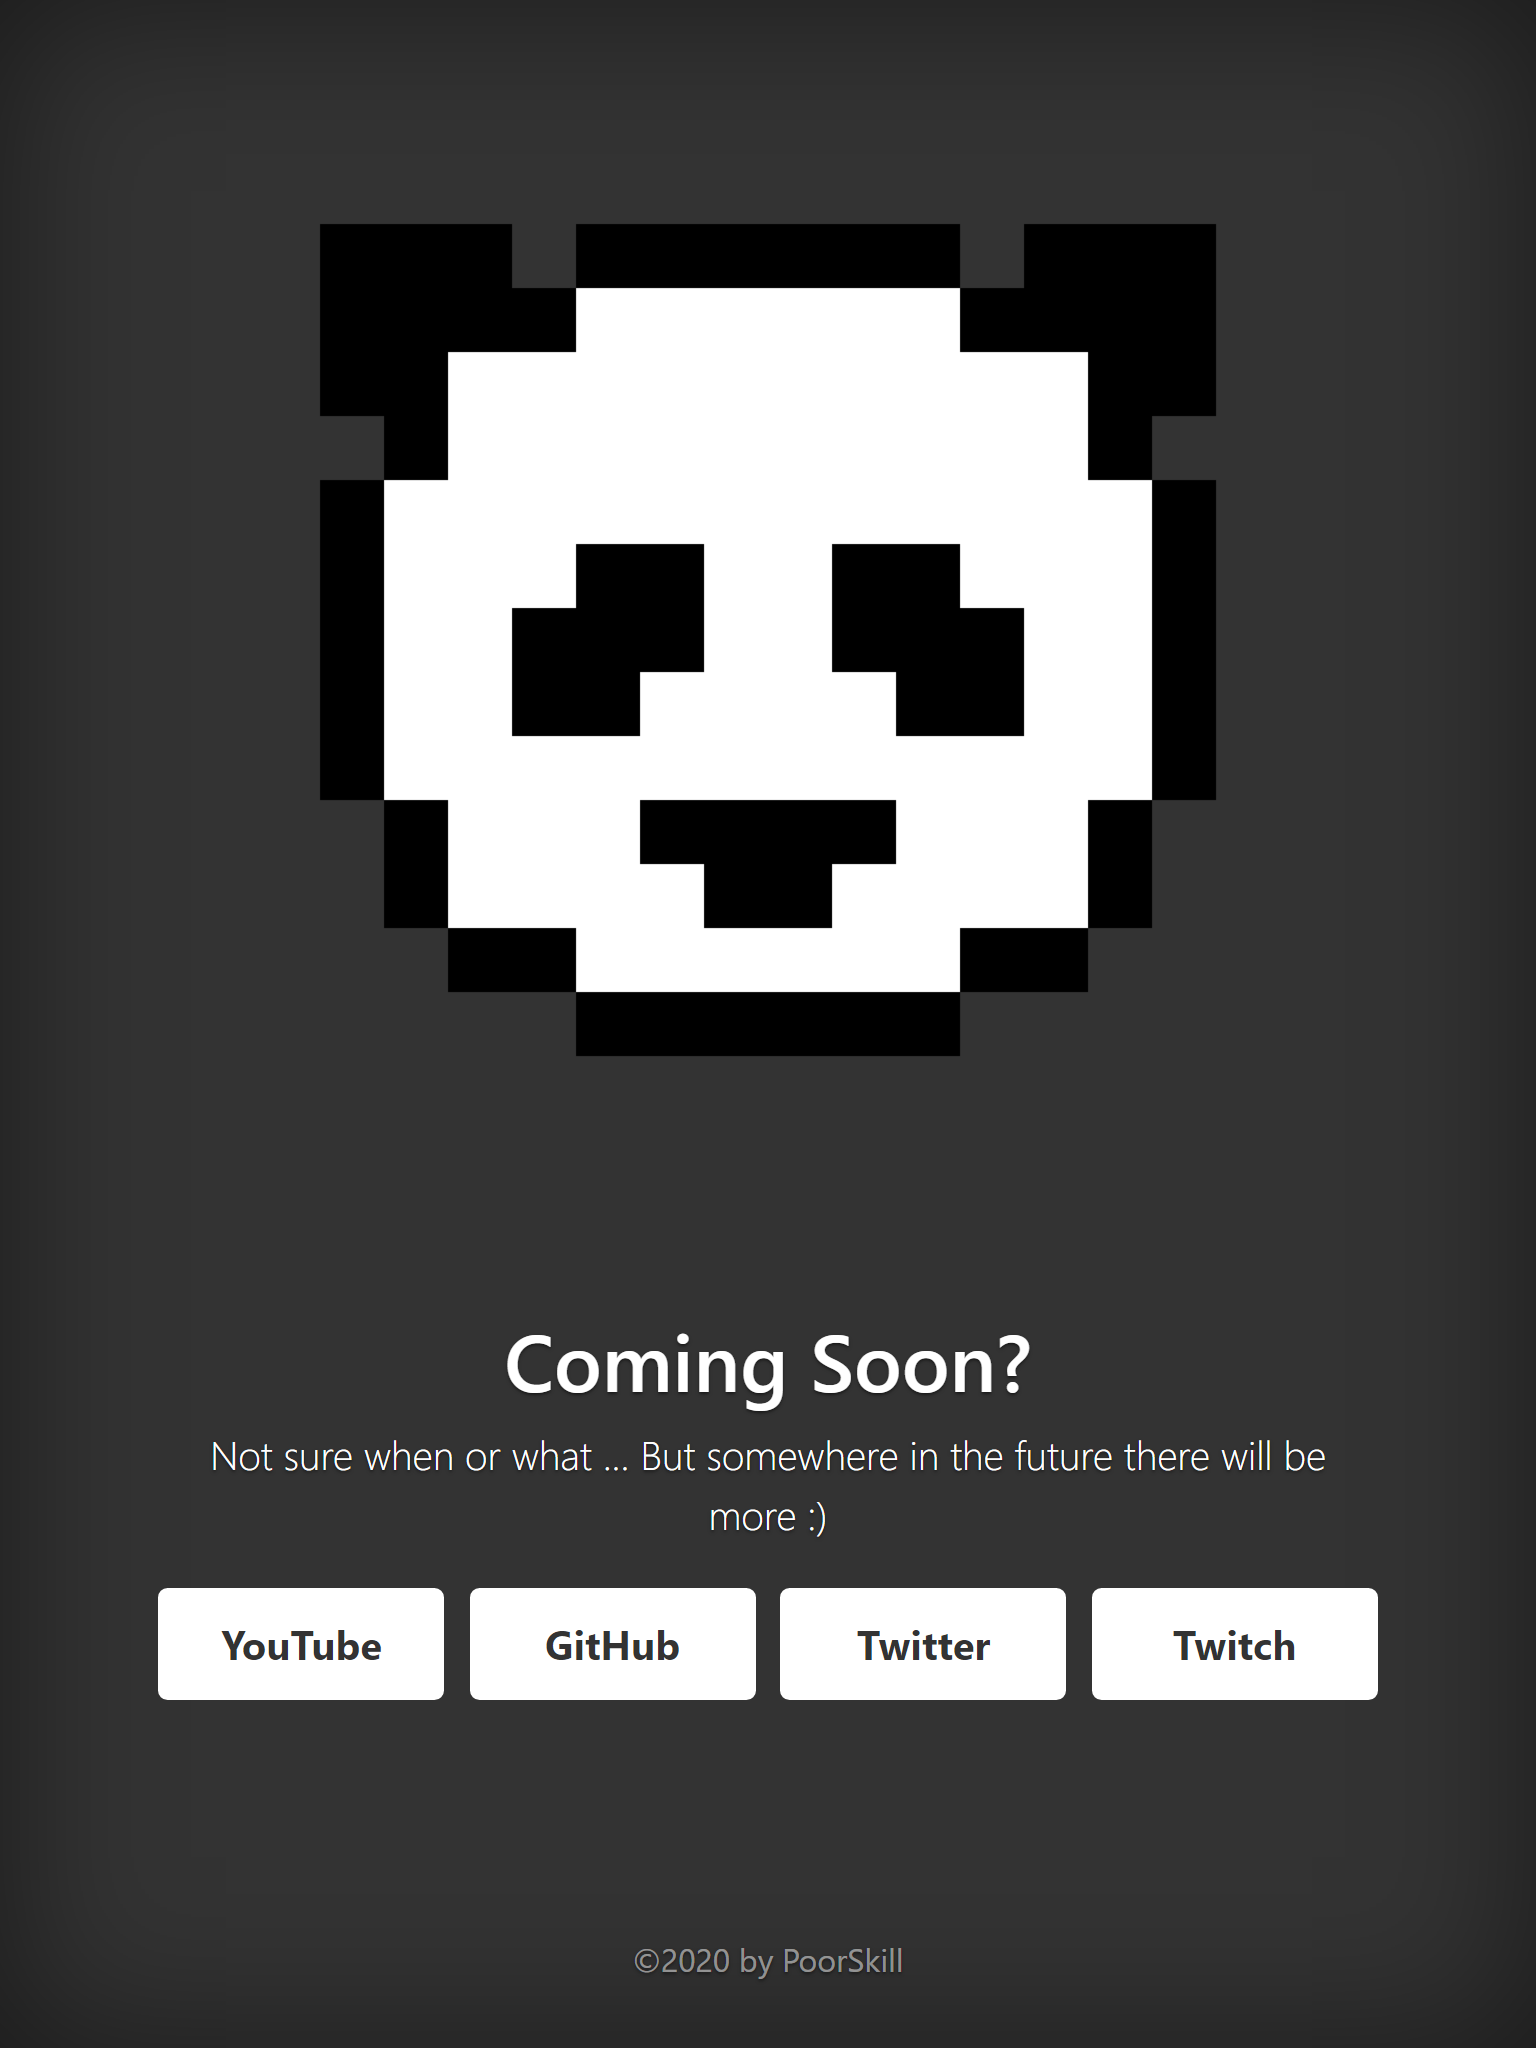 Coming Soon?
Not sure when or what ... But somewhere in the future there will be
more :)
YouTube
GitHub
Twitter
Twitch
©2020 by PoorSkill